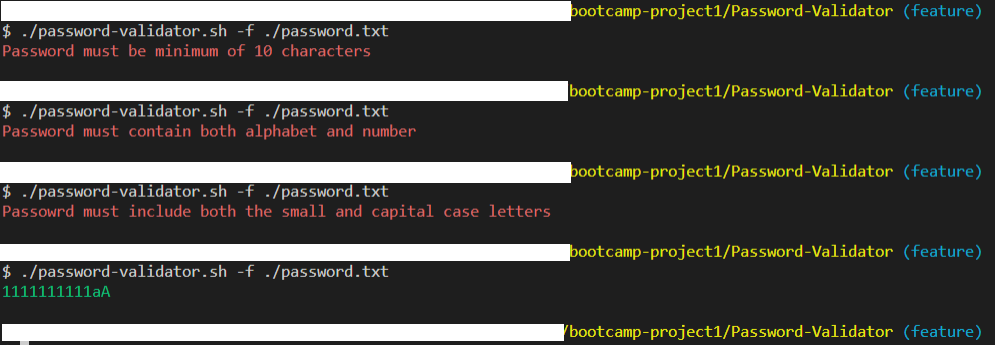 bootcamp-project1/Password-Validator (feature)
$ ./password-validator.sh -f ./password.txt
Password must be minimum of 10 characters
bootcamp-project1/Password-Validator (feature)
$ ./password-validator.sh -f ./password.txt
Password must contain both alphabet and number
bootcamp-project1/Password-Validator (feature)
$ ./password-validator.sh -f ./password.txt
Passowrd must include both the small and capital case letters
bootcamp-project1/Password-Validator (feature)
$ ./password-validator.sh -f ./password.txt
1111111111aA
/bootcamp-project1/Password-Validator (feature)